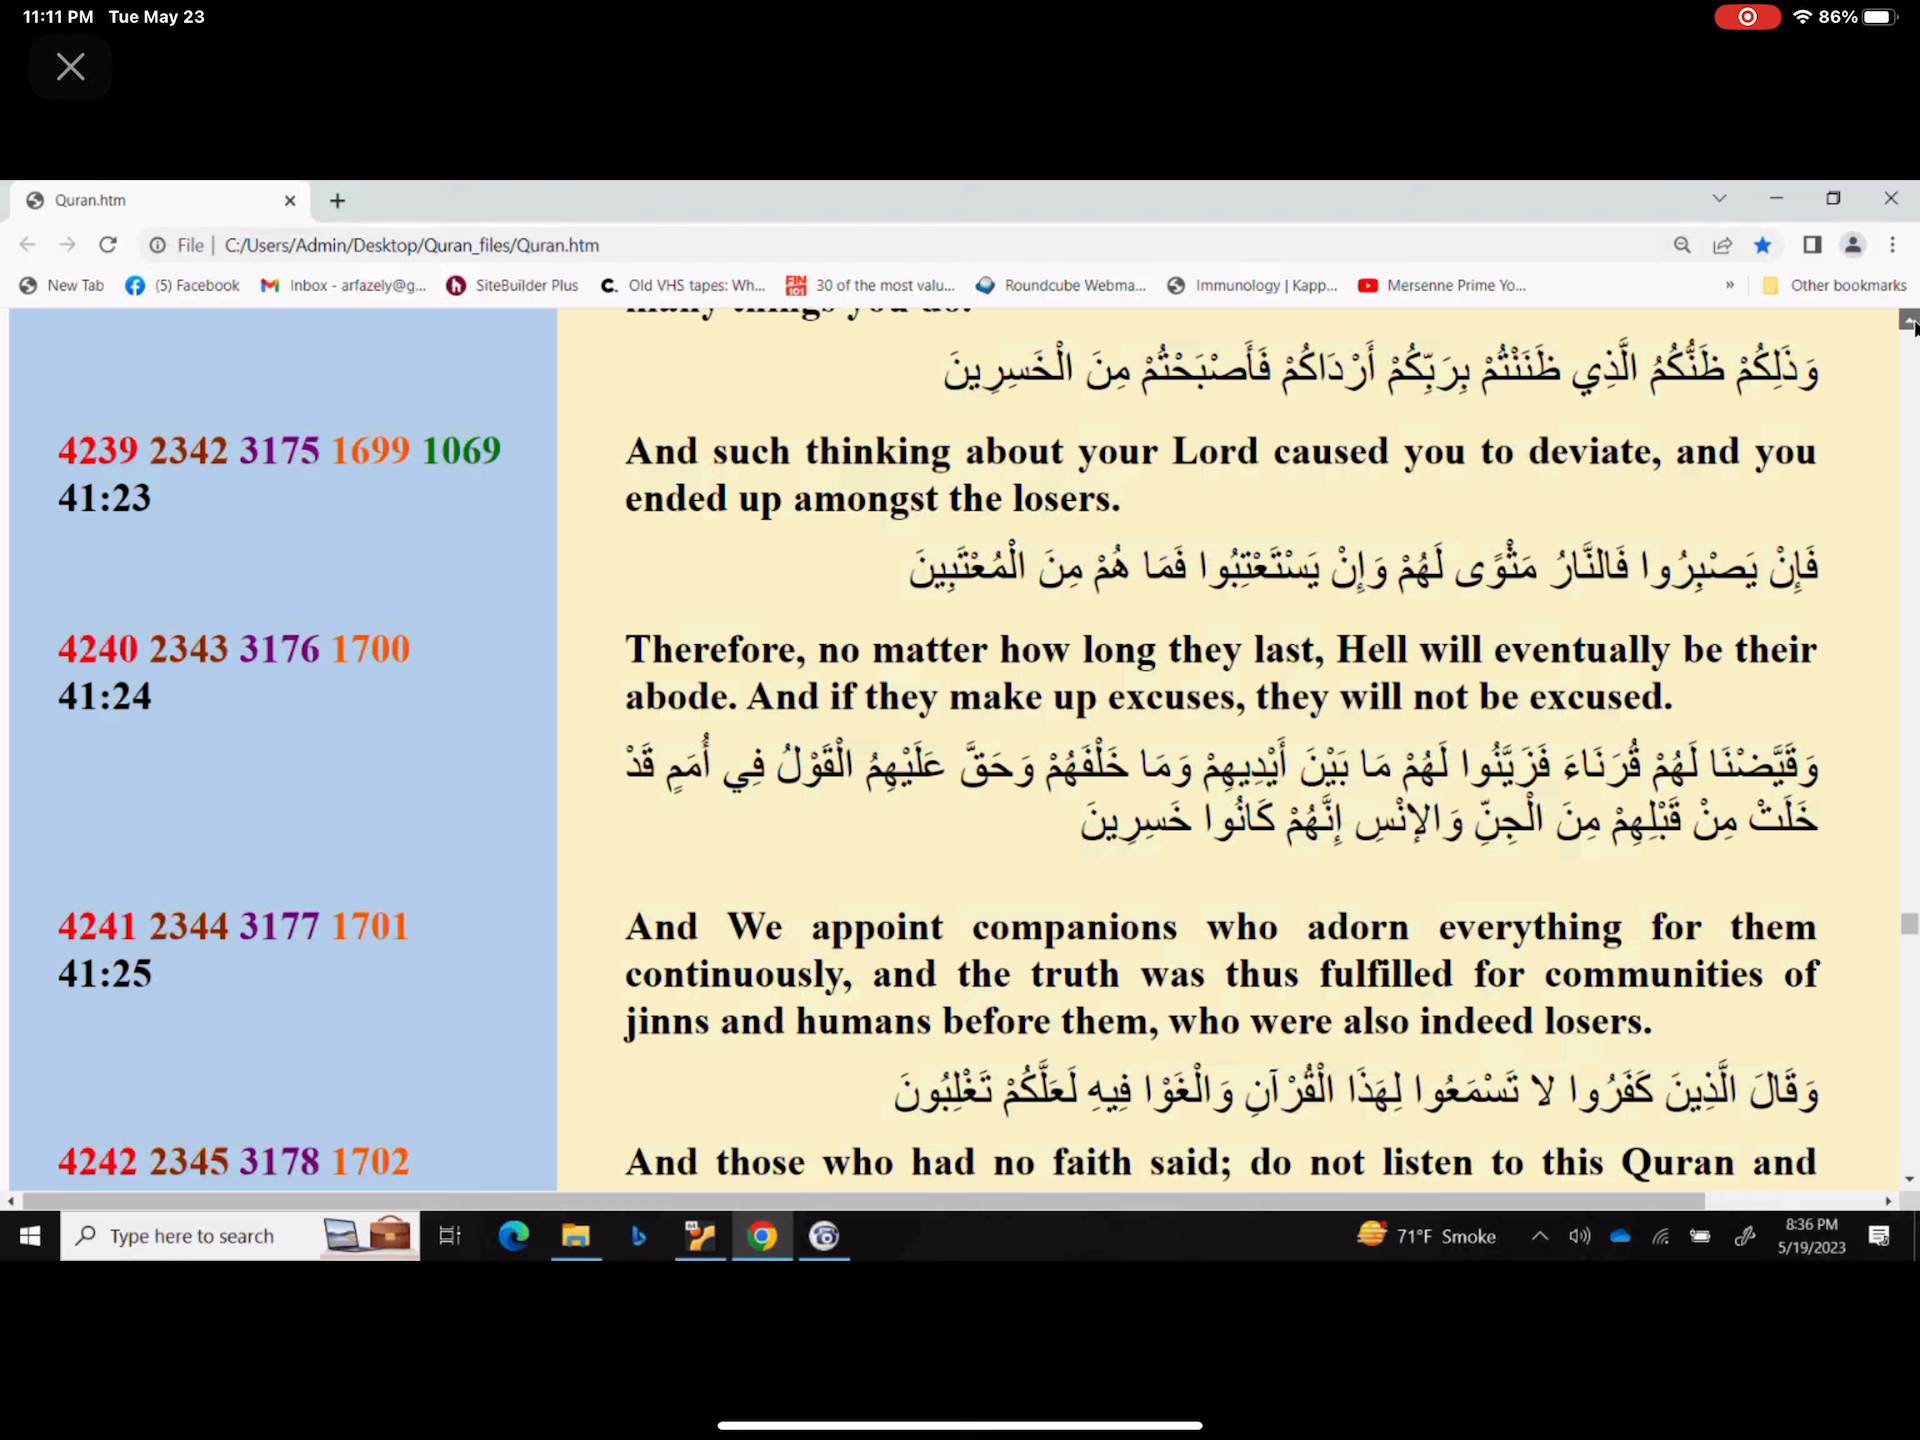 11:11 PM Tue May 23
86%
Quran.htm
File | C:/Users/Admin/Desktop/Quran_files/Quran.htm
New Tab (5) Facebook Inbox - arfazely@g... SiteBuilder Plus Old VHS tapes: Wh... FIN 101 30 of the most valu... Roundcube Webma... Immunology | Kapp... Mersenne Prime Yo... » Other bookmarks
many things you do.
وَذَلِكُمْ ظَنُّكُمُ الَّذِي ظَنَنْتُمْ بِرَبِّكُمْ أَرْدَاكُمْ فَأَصْبَحْتُمْ مِنَ الْخَسِرِينَ
4239 2342 3175 1699 1069
41:23
And such thinking about your Lord caused you to deviate, and you
ended up amongst the losers.
فَإِنْ يَصْبِرُوا فَالنَّارُ مَثْوًى لَهُمْ وَإِنْ يَسْتَعْتِبُوا فَمَا هُمْ مِنَ الْمُعْتَبِينَ
4240 2343 3176 1700
41:24
Therefore, no matter how long they last, Hell will eventually be their
abode. And if they make up excuses, they will not be excused.
وَقَيَّضْنَا لَهُمْ قُرَنَاءَ فَزَيَّنُوا لَهُمْ مَا بَيْنَ أَيْدِيهِمْ وَمَا خَلْفَهُمْ وَحَقَّ عَلَيْهِمُ الْقَوْلُ فِي أُمَمٍ قَدْ
خَلَتْ مِنْ قَبْلِهِمْ مِنَ الْجِنِّ وَالإِنْسِ إِنَّهُمْ كَانُوا خَسِرِينَ
4241 2344 3177 1701
41:25
And We appoint companions who adorn everything for them
continuously, and the truth was thus fulfilled for communities of
jinns and humans before them, who were also indeed losers.
وَقَالَ الَّذِينَ كَفَرُوا لا تَسْمَعُوا لِهَذَا الْقُرْآنِ وَالْغَوْا فِيهِ لَعَلَّكُمْ تَغْلِبُونَ
4242 2345 3178 1702
And those who had no faith said; do not listen to this Quran and
Type here to search
71°F Smoke
8:36 PM
5/19/2023